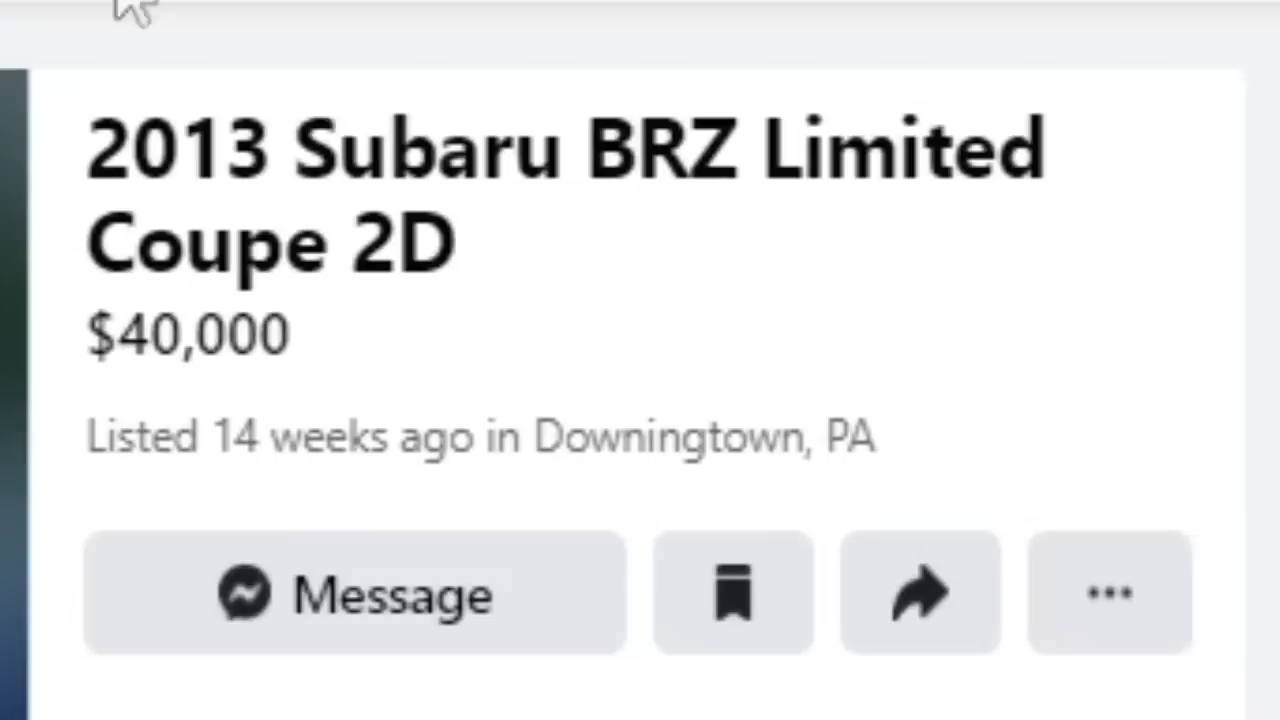 2013 Subaru BRZ Limited
Coupe 2D
$40,000
Listed 14 weeks ago in Downingtown, PA
Message